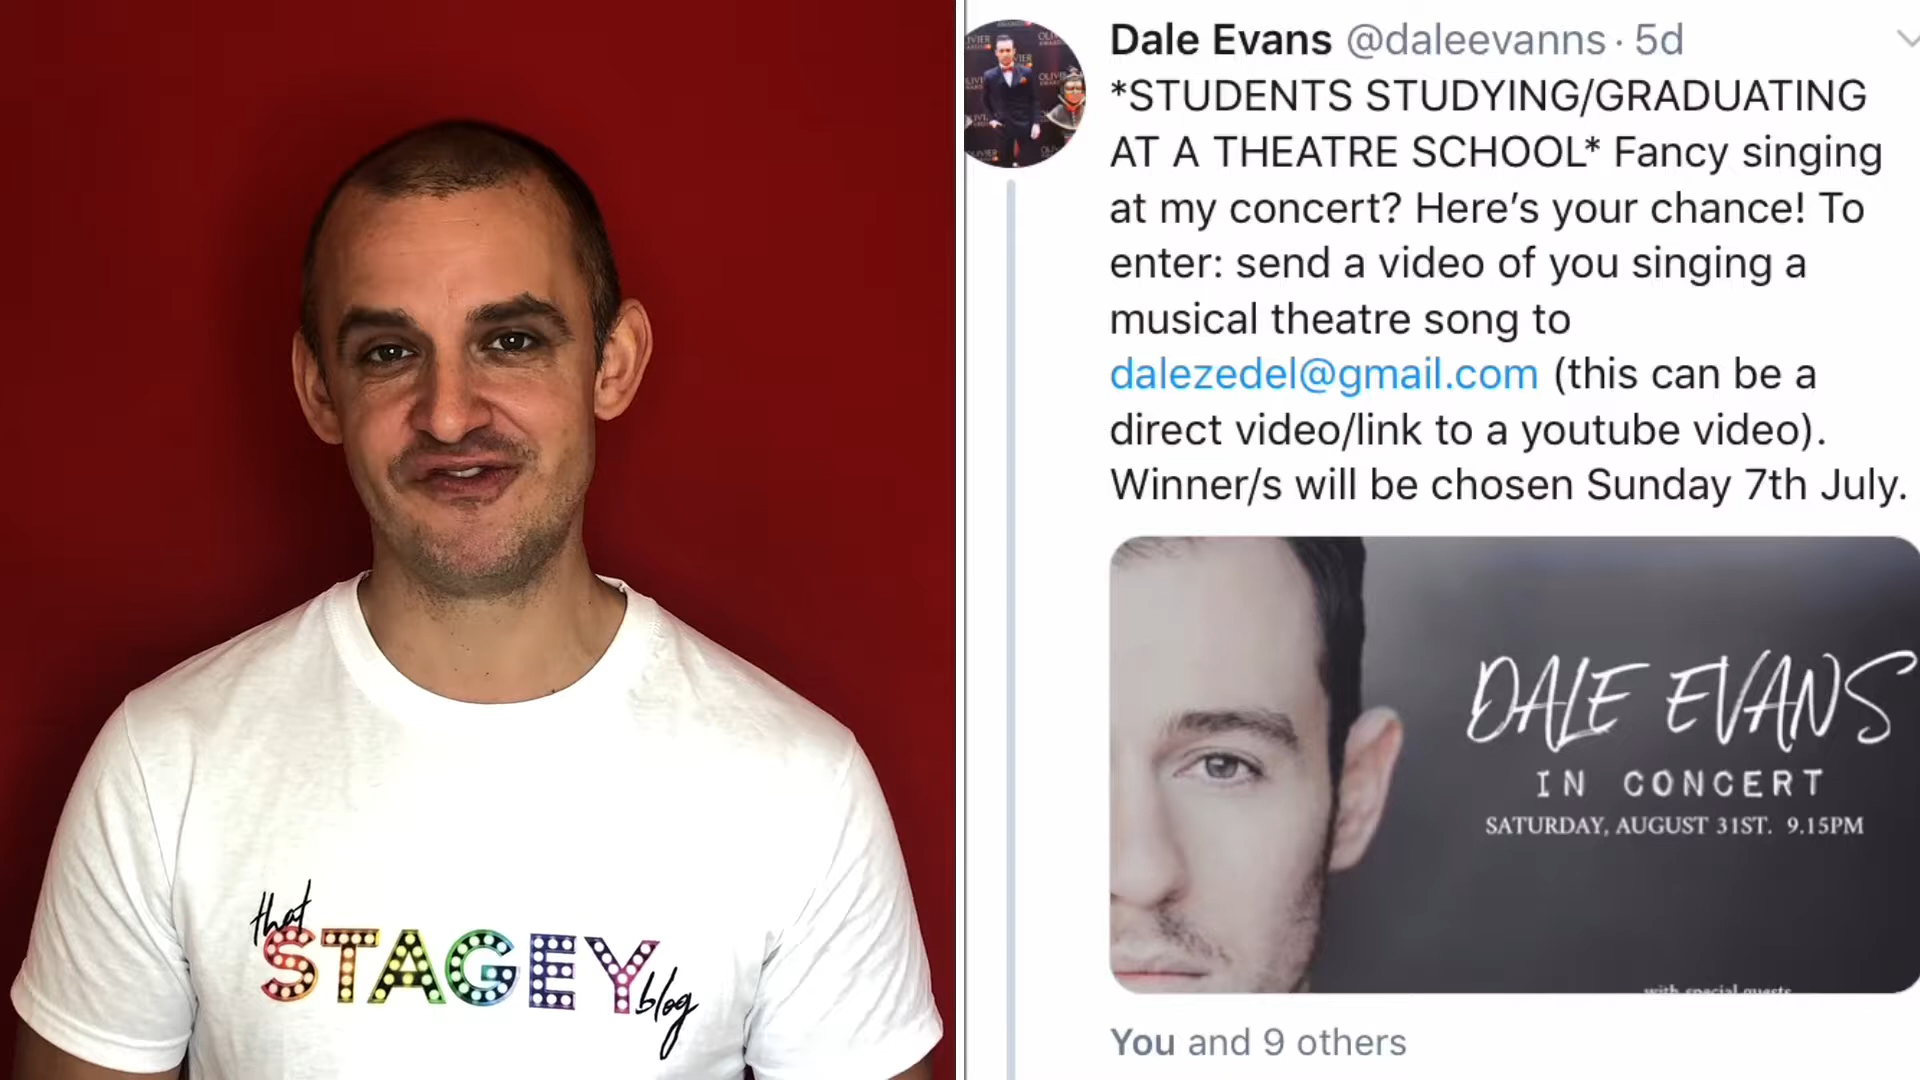 that
STAGEY
blog
Dale Evans @daleevanns · 5d
*STUDENTS STUDYING/GRADUATING
AT A THEATRE SCHOOL* Fancy singing
at my concert? Here’s your chance! To
enter: send a video of you singing a
musical theatre song to
dalezedel@gmail.com (this can be a
direct video/link to a youtube video).
Winner/s will be chosen Sunday 7th July.
DALE EVANS
IN CONCERT
SATURDAY, AUGUST 31ST. 9.15PM
with special guests
You and 9 others